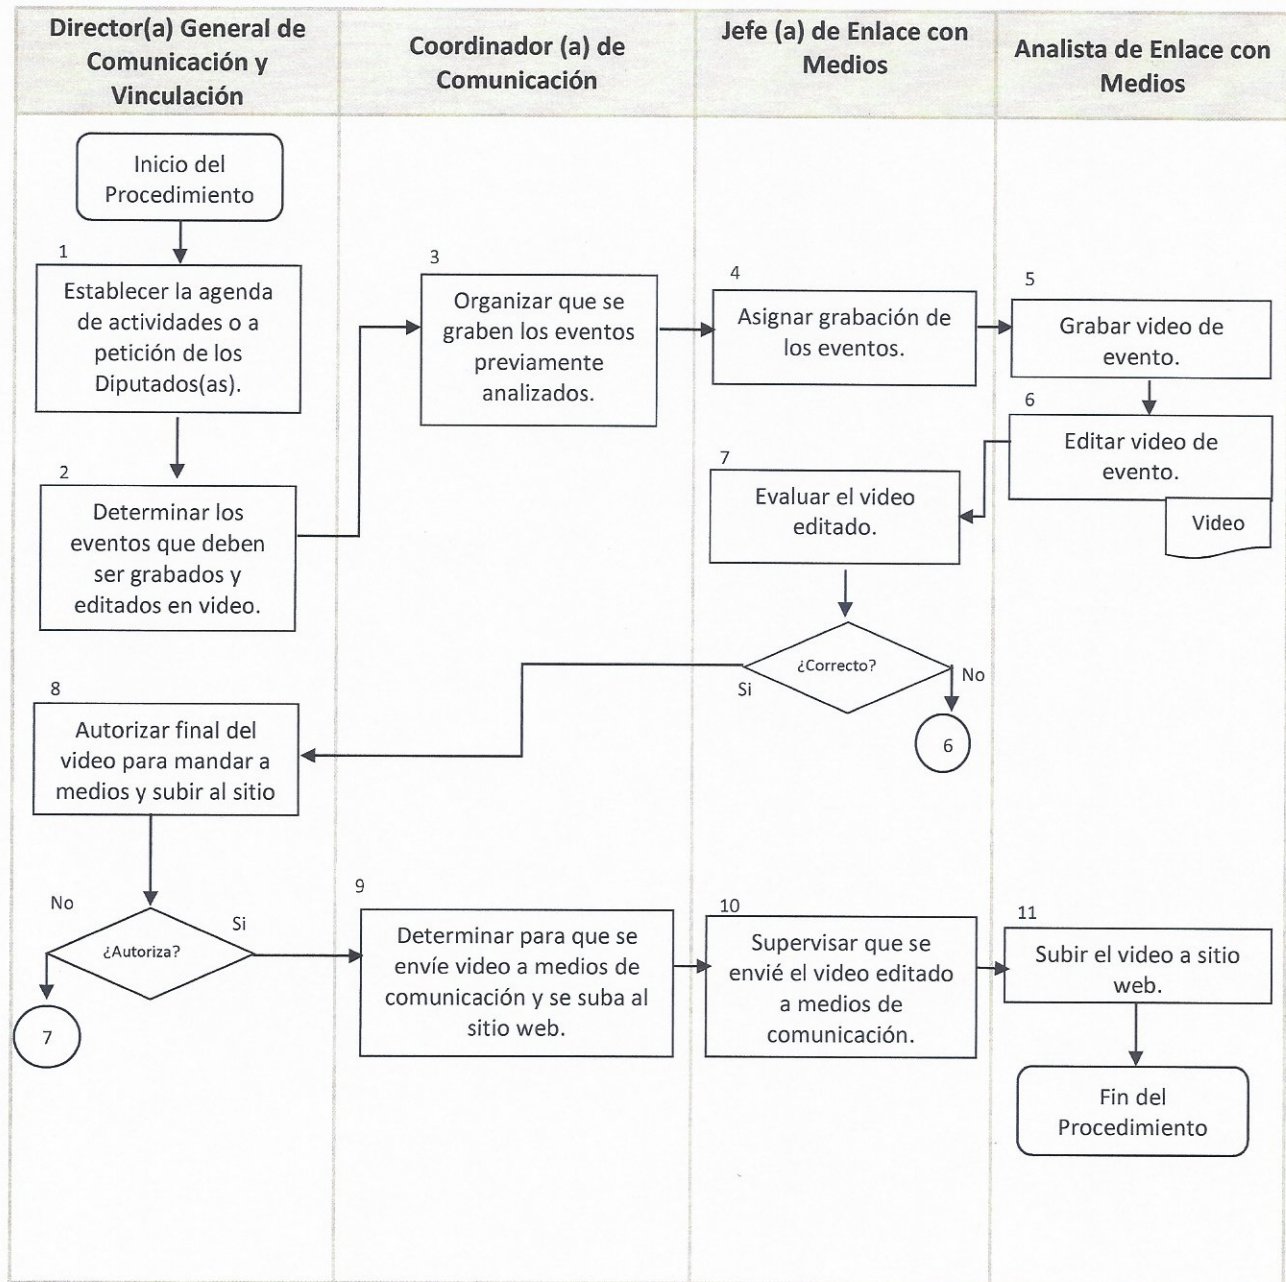 Director(a) General de
Comunicación y
Vinculación
Coordinador (a) de
Comunicación
Jefe (a) de Enlace con
Medios
Analista de Enlace con
Medios
Inicio del
Procedimiento
1
Establecer la agenda
de actividades o a
petición de los
Diputados(as).
2
Determinar los
eventos que deben
ser grabados y
editados en video.
3
Organizar que se
graben los eventos
previamente
analizados.
4
Asignar grabación de
los eventos.
5
Grabar video de
evento.
6
Editar video de
evento.
Video
7
Evaluar el video
editado.
¿Correcto?
Si
No
6
8
Autorizar final del
video para mandar a
medios y subir al sitio
¿Autoriza?
No
Si
7
9
Determinar para que se
envíe video a medios de
comunicación y se suba al
sitio web.
10
Supervisar que se
envié el video editado
a medios de
comunicación.
11
Subir el video a sitio
web.
Fin del
Procedimiento